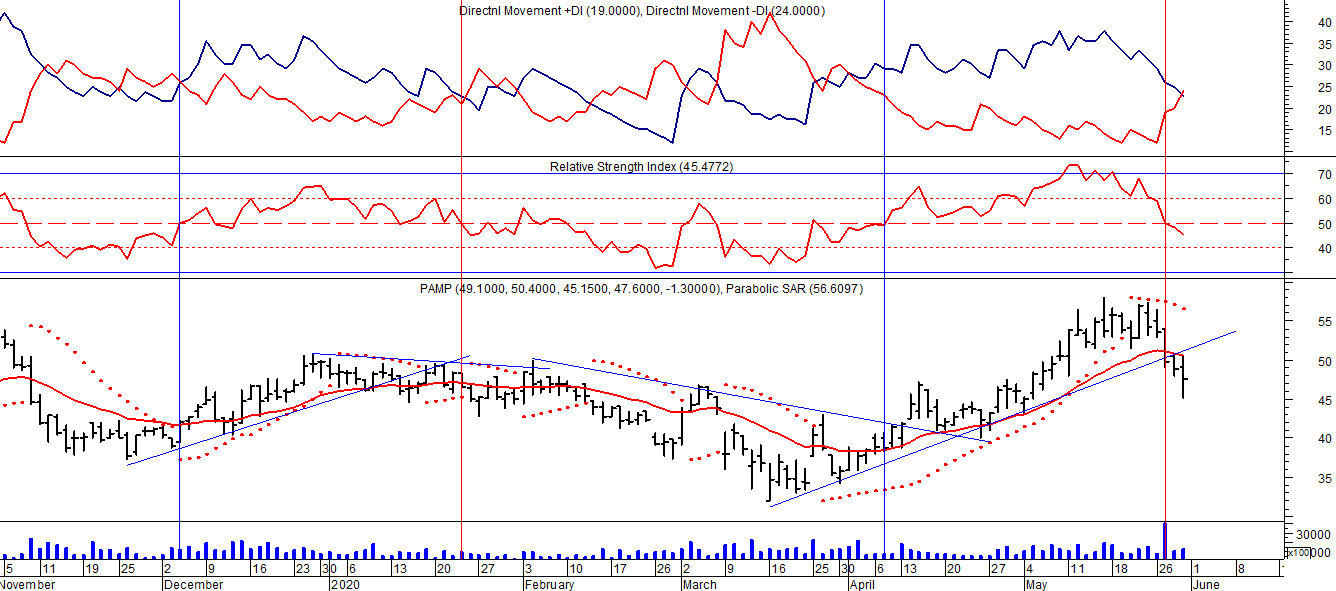 Directnl Movement +DI (19.0000), Directnl Movement -DI (24.0000)
40
35
30
25
20
15
Relative Strength Index (45.4772)
70
60
50
40
PAMP (49.1000, 50.4000, 45.1500, 47.6000, -1.30000), Parabolic SAR (56.6097)
55
50
45
40
35
30000
x100
5 11 19 25 2 9 16 23 30 6 13 20 27 3 10 17 26 2 9 16 25 30 6 13 20 27 4 11 18 26 1 8
November December 2020 February March April May June